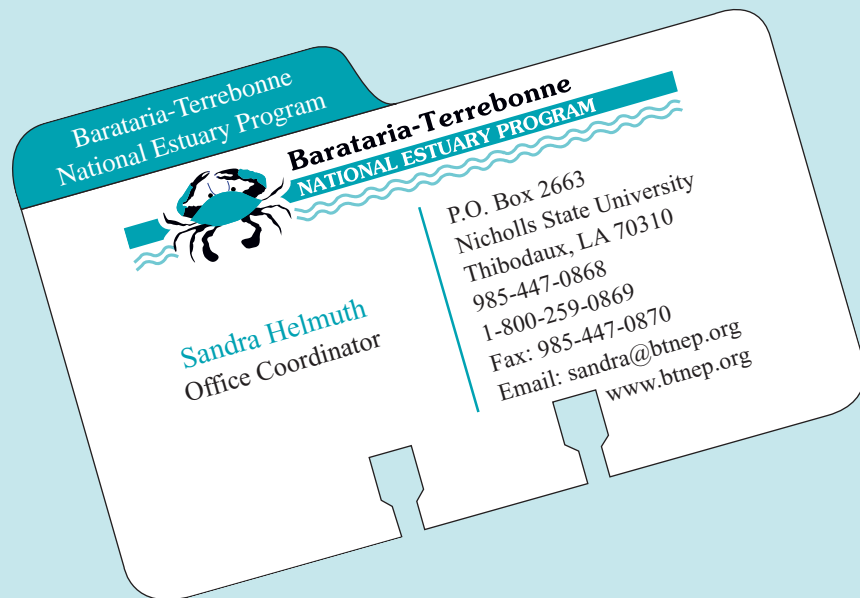 Barataria-Terrebonne
National Estuary Program
Barataria-Terrebonne
NATIONAL ESTUARY PROGRAM
Sandra Helmuth
Office Coordinator
P.O. Box 2663
Nicholls State University
Thibodaux, LA 70310
985-447-0868
1-800-259-0869
Fax: 985-447-0870
Email: sandra@btnep.org
www.btnep.org